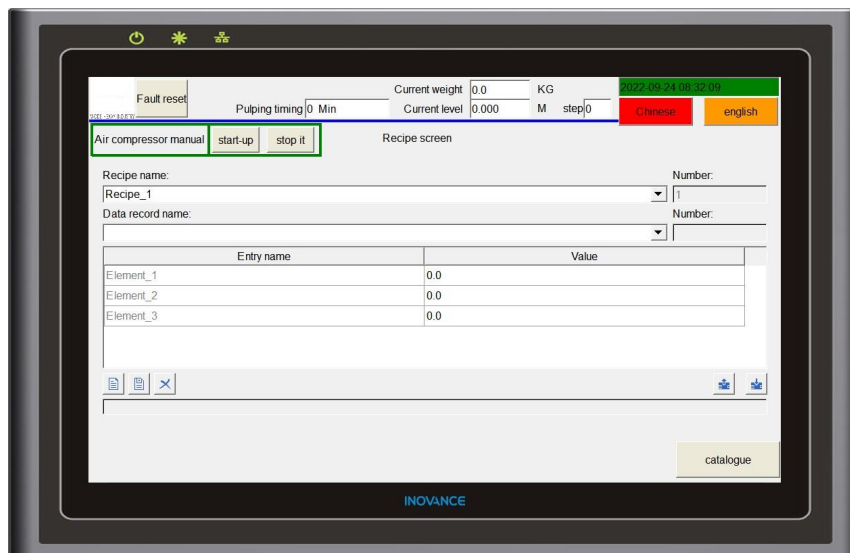 Fault reset
Current weight 0.0 KG
2022-09-24 08:32:09
Pulping timing 0 Min
Current level 0.000 M step 0
Chinese
english
Air compressor manual
start-up
stop it
Recipe screen
Recipe name:
Number:
Recipe_1
1
Data record name:
Number:
Entry name
Value
Element_1
0.0
Element_2
0.0
Element_3
0.0
catalogue
INOVANCE